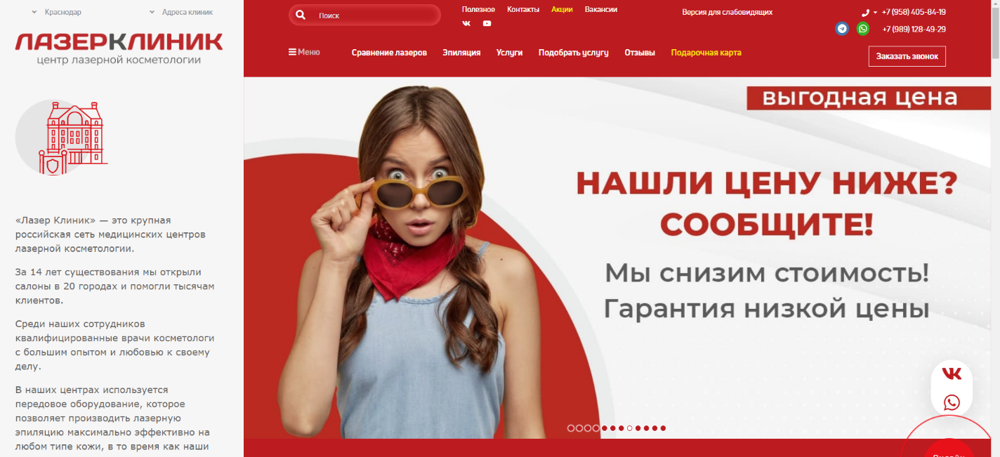 Краснодар
Адреса клиник
ЛАЗЕРКЛИНИК
центр лазерной косметологии
«Лазер Клиник» — это крупная
российская сеть медицинских центров
лазерной косметологии.
За 14 лет существования мы открыли
салоны в 20 городах и помогли тысячам
клиентов.
Среди наших сотрудников
квалифицированные врачи косметологи
с большим опытом и любовью к своему
делу.
В наших центрах используется
передовое оборудование, которое
позволяет производить лазерную
эпиляцию максимально эффективно на
любом типе кожи, в то время как наши
Поиск
Полезное
Контакты
Акции
Вакансии
Версия для слабовидящих
+7 (958) 405-84-19
+7 (989) 128-49-29
Меню
Сравнение лазеров
Эпиляция
Услуги
Подобрать услугу
Отзывы
Подарочная карта
Заказать звонок
выгодная цена
НАШЛИ ЦЕНУ НИЖЕ?
СООБЩИТЕ!
Мы снизим стоимость!
Гарантия низкой цены